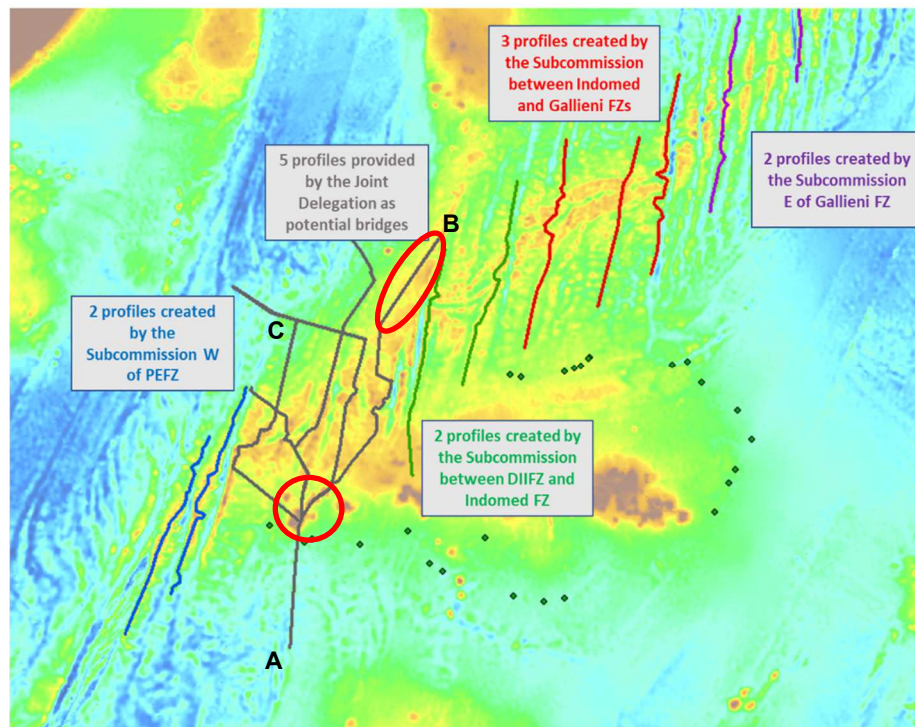 3 profiles created by
the Subcommission
between Indomed
and Gallieni FZs
5 profiles provided
by the Joint
Delegation as
potential bridges
2 profiles created by
the Subcommission
E of Gallieni FZ
B
2 profiles created
by the
Subcommission W
of PEFZ
C
2 profiles created by
the Subcommission
between DIIFZ and
Indomed FZ
A